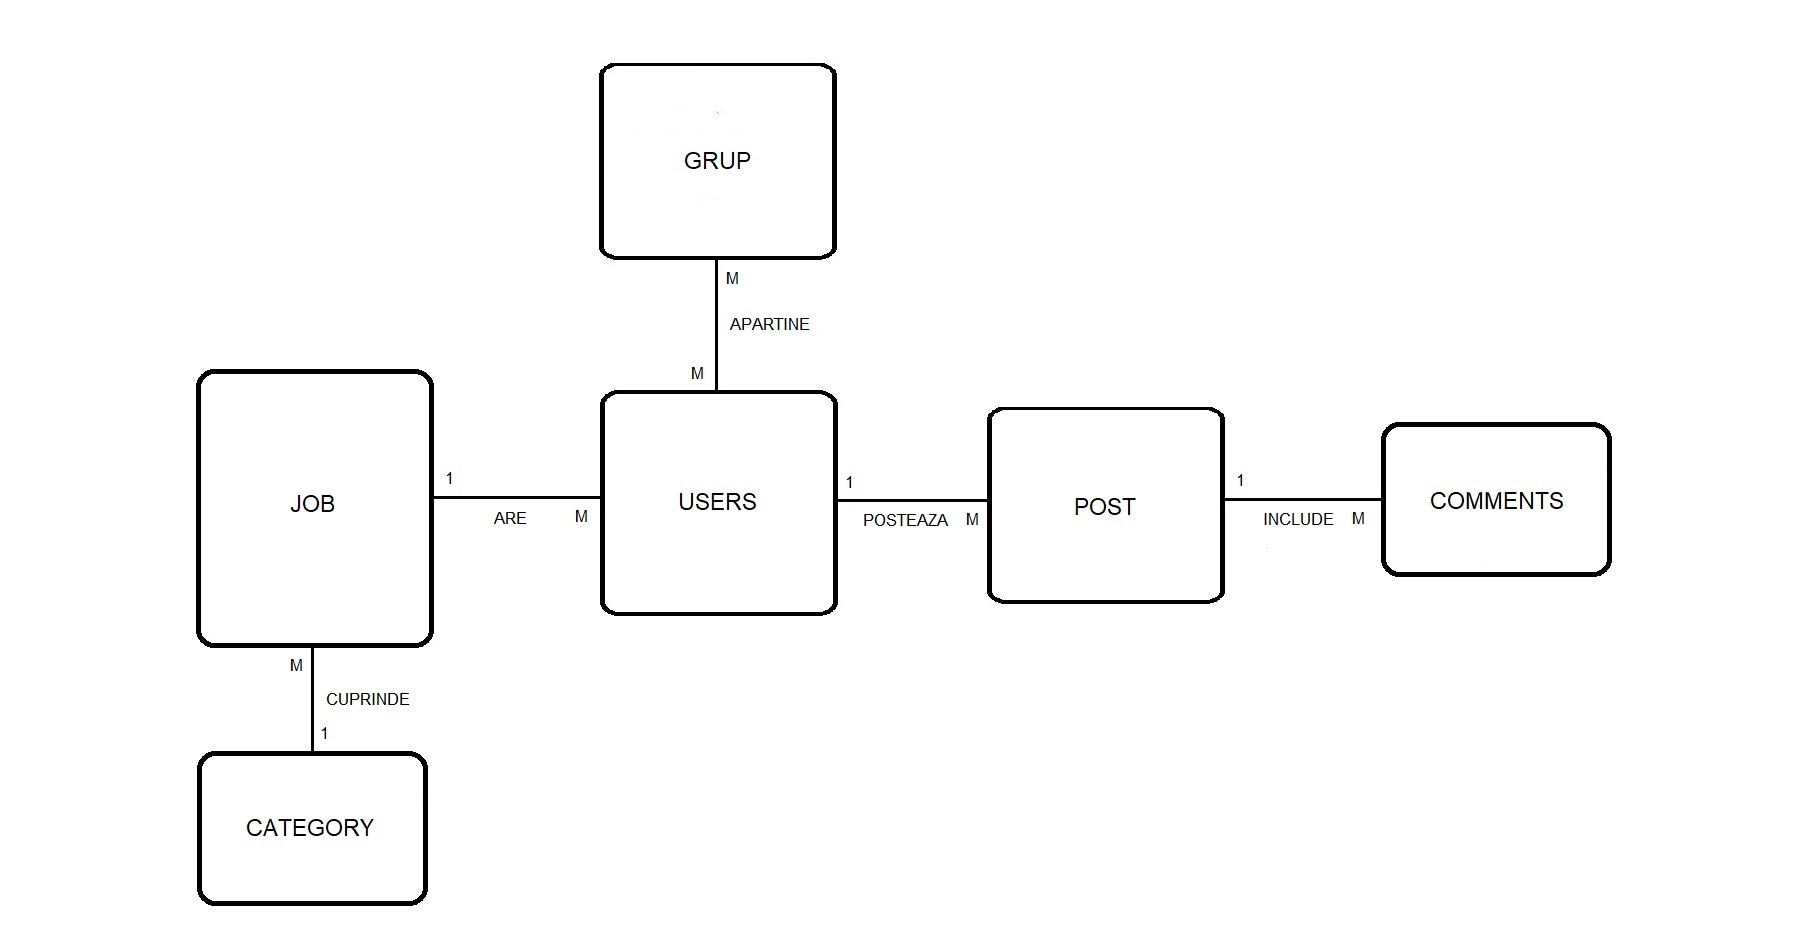 GRUP
M
APARTINE
M
JOB
1
ARE
M
USERS
1
POSTEAZA
M
POST
1
INCLUDE
M
COMMENTS
M
CUPRINDE
1
CATEGORY